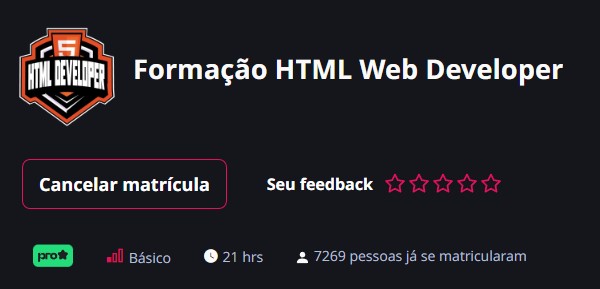 HTML DEVELOPER
Formação HTML Web Developer
Cancelar matrícula
Seu feedback
pro
Básico
21 hrs
7269 pessoas já se matricularam